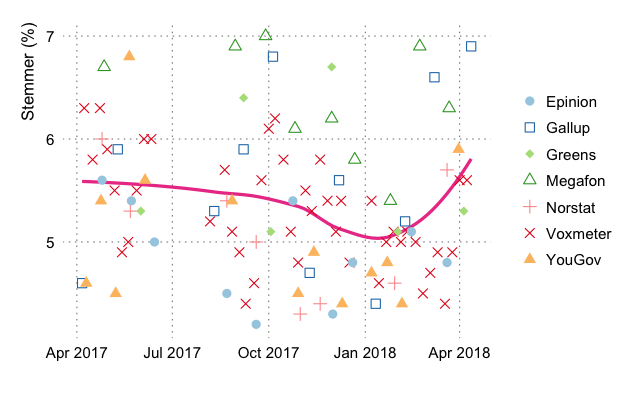 Stemmer (%)
7
6
5
Apr 2017
Jul 2017
Oct 2017
Jan 2018
Apr 2018
Epinion
Gallup
Greens
Megafon
Norstat
Voxmeter
YouGov